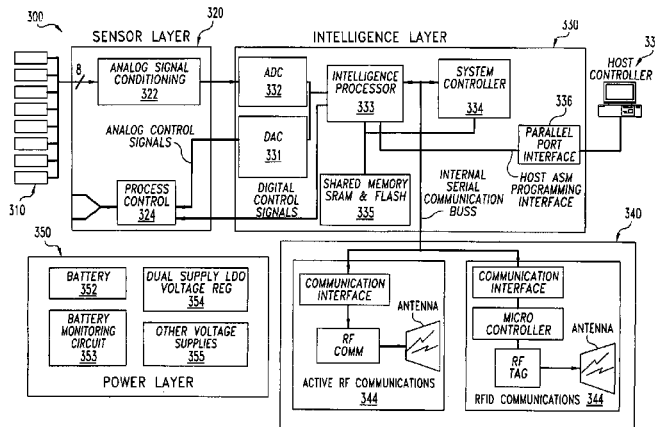 300
SENSOR LAYER
320
INTELLIGENCE LAYER
330
33
HOST
CONTROLLER
8
ANALOG SIGNAL
CONDITIONING
322
ADC
332
INTELLIGENCE
PROCESSOR
333
SYSTEM
CONTROLLER
334
336
PARALLEL
PORT
INTERFACE
ANALOG CONTROL
SIGNALS
DAC
331
310
PROCESS
CONTROL
324
DIGITAL
CONTROL
SIGNALS
SHARED MEMORY
SRAM & FLASH
335
INTERNAL
SERIAL
COMMUNICATION
BUSS
HOST ASM
PROGRAMMING
INTERFACE
350
340
BATTERY
352
DUAL SUPPLY LDO
VOLTAGE REG
354
BATTERY
MONITORING
CIRCUIT
353
OTHER VOLTAGE
SUPPLIES
355
POWER LAYER
COMMUNICATION
INTERFACE
ANTENNA
RF
COMM
ACTIVE RF COMMUNICATIONS
344
COMMUNICATION
INTERFACE
MICRO
CONTROLLER
ANTENNA
RF
TAG
RFID COMMUNICATIONS 344